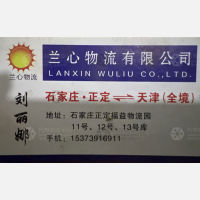 兰心物流有限公司
LANXIN WULIU CO.,LTD.
兰心物流
刘丽娜
石家庄·正定⇌天津(全境)
地址：石家庄正定福益物流园
11号、12号、13号库
手机：15373916911